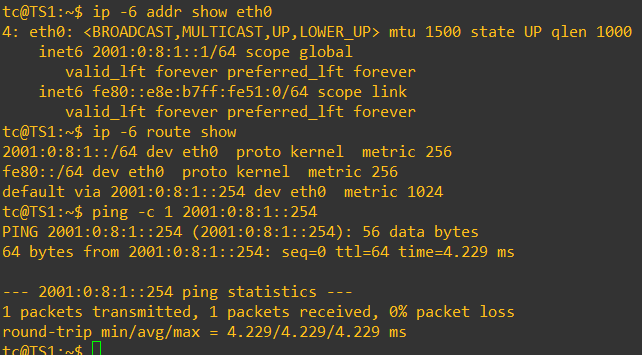 tc@TS1:~$ ip -6 addr show eth0
4: eth0: <BROADCAST,MULTICAST,UP,LOWER_UP> mtu 1500 state UP qlen 1000
    inet6 2001:0:8:1::1/64 scope global
       valid_lft forever preferred_lft forever
    inet6 fe80::e8e:b7ff:fe51:0/64 scope link
       valid_lft forever preferred_lft forever
tc@TS1:~$ ip -6 route show
2001:0:8:1::/64 dev eth0  proto kernel  metric 256
fe80::/64 dev eth0  proto kernel  metric 256
default via 2001:0:8:1::254 dev eth0  metric 1024
tc@TS1:~$ ping -c 1 2001:0:8:1::254
PING 2001:0:8:1::254 (2001:0:8:1::254): 56 data bytes
64 bytes from 2001:0:8:1::254: seq=0 ttl=64 time=4.229 ms

--- 2001:0:8:1::254 ping statistics ---
1 packets transmitted, 1 packets received, 0% packet loss
round-trip min/avg/max = 4.229/4.229/4.229 ms
tc@TS1:~$